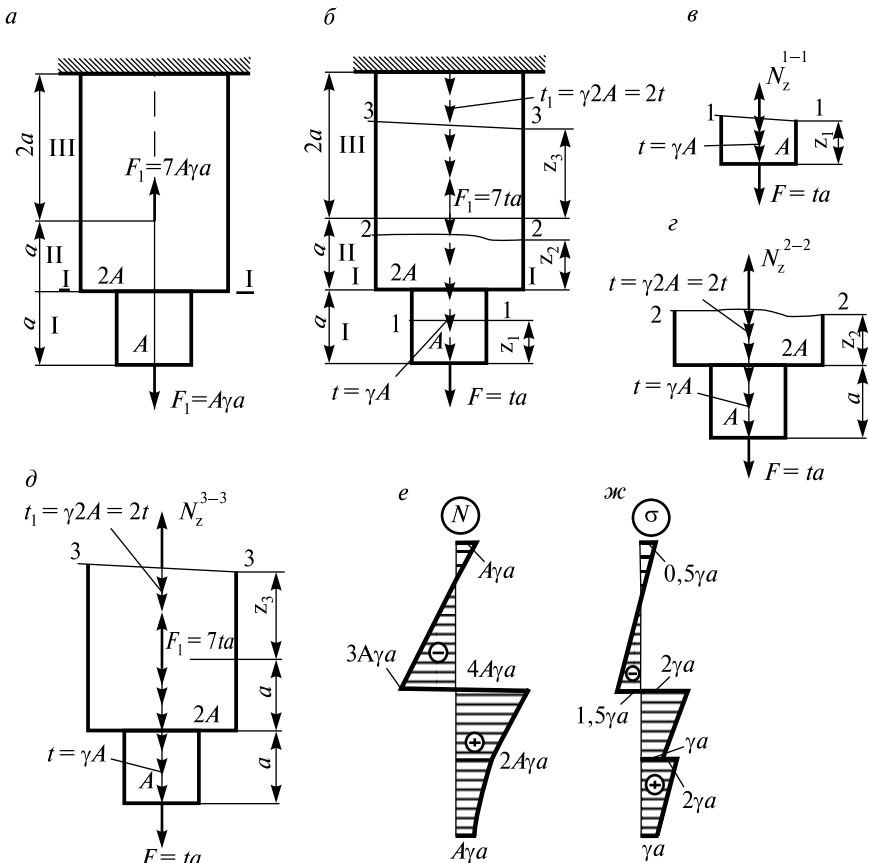 а
2a
III
F₁=7Aγa
a
II
I
2A
I
a
I
A
F₁=Aγa
б
t₁ = γ2A = 2t
3
3
2a
III
z₃
F₁=7ta
2
2
a
II
z₂
I
2A
I
a
I
1
1
A
z₁
t = γA
F = ta
в
N_z^{1–1}
1
1
t = γA
A
z₁
F = ta
г
N_z^{2–2}
t = γ2A = 2t
2
2
2A
z₂
t = γA
A
a
F = ta
д
t₁ = γ2A = 2t
N_z^{3–3}
3
3
z₃
F₁ = 7ta
a
2A
t = γA
A
a
F = ta
е
N
Aγa
–
3Aγa
4Aγa
+
2Aγa
Aγa
ж
σ
0,5γa
–
2γa
1,5γa
γa
+
2γa
γa